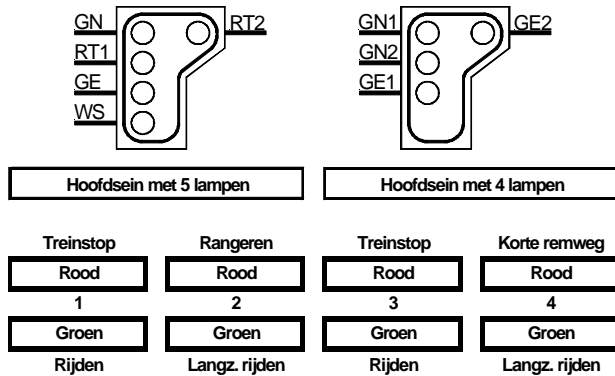 GN RT2 GN1 GE2
RT1 GN2
GE GE1
WS
Hoofdsein met 5 lampen Hoofdsein met 4 lampen
Treinstop Rangeren Treinstop Korte remweg
Rood Rood Rood Rood
1 2 3 4
Groen Groen Groen Groen
Rijden Langz. rijden Rijden Langz. rijden